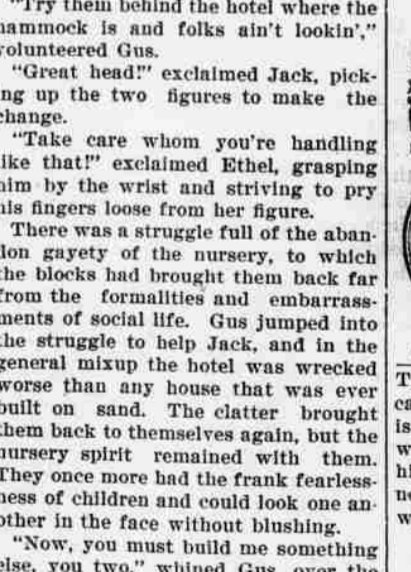 "Try them behind the hotel where the
hammock is and folks ain't lookin',"
volunteered Gus.
"Great head!" exclaimed Jack, pick-
ing up the two figures to make the
change.
"Take care whom you're handling
like that!" exclaimed Ethel, grasping
him by the wrist and striving to pry
his fingers loose from her figure.
There was a struggle full of the aban-
don gayety of the nursery, to which
the blocks had brought them back far
from the formalities and embarrass-
ments of social life. Gus jumped into
the struggle to help Jack, and in the
general mixup the hotel was wrecked
worse than any house that was ever
built on sand. The clatter brought
them back to themselves again, but the
nursery spirit remained with them.
They once more had the frank fearless-
ness of children and could look one an-
other in the face without blushing.
"Now, you must build me something
else, you two," whined Gus, over the
T
ca
is
w
hi
ne
w